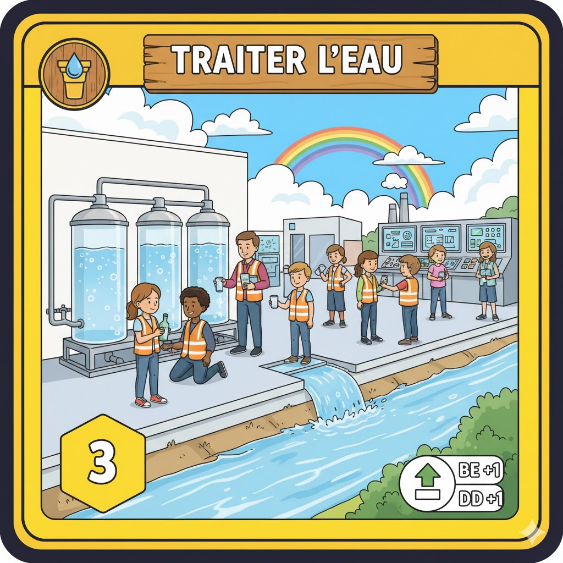 TRAITER L'EAU
3
BE +1
DD +1